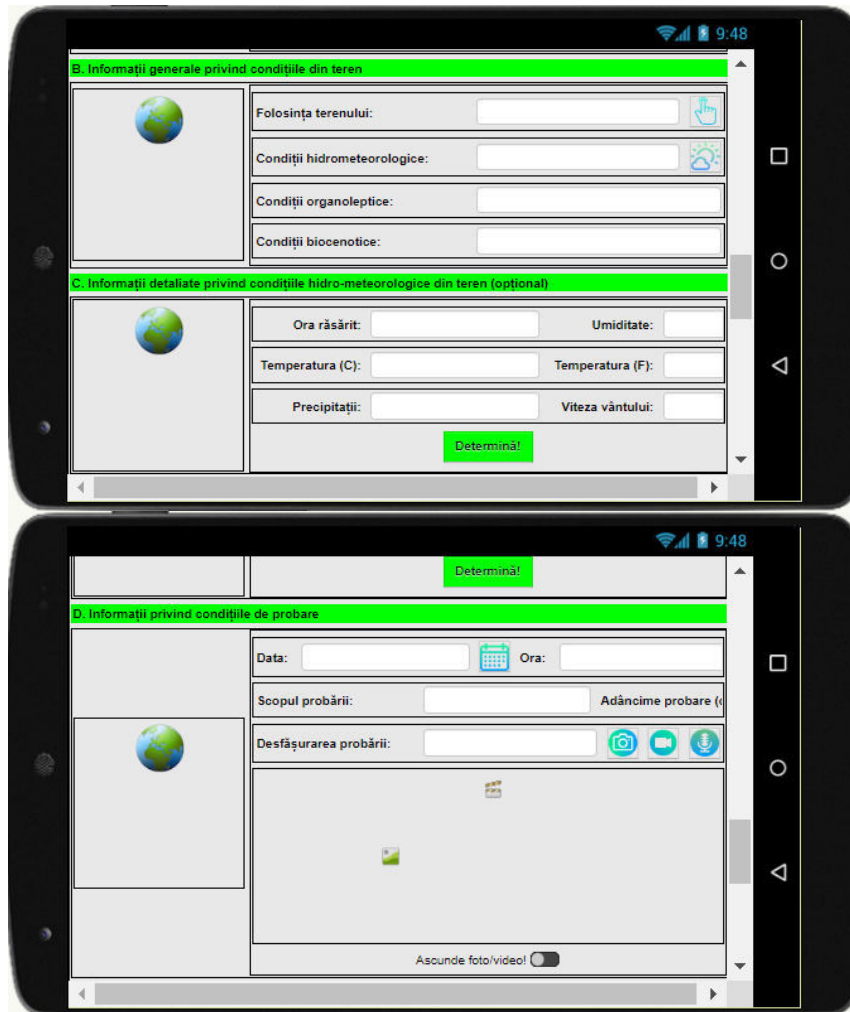 9:48
B. Informații generale privind condițiile din teren
Folosința terenului:
Condiții hidrometeorologice:
Condiții organoleptice:
Condiții biocenotice:
C. Informații detaliate privind condițiile hidro-meteorologice din teren (opțional)
Ora răsărit: Umiditate:
Temperatura (C): Temperatura (F):
Precipitații: Viteza vântului:
Determină!
9:48
Determină!
D. Informații privind condițiile de probare
Data: Ora:
Scopul probării: Adâncime probare (
Desfășurarea probării:
Ascunde foto/video!